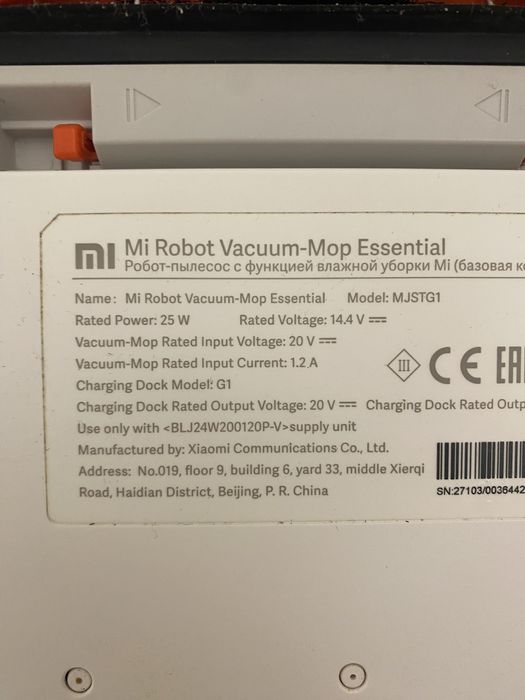 mi Mi Robot Vacuum-Mop Essential
Робот-пылесос с функцией влажной уборки Mi (базовая
Name: Mi Robot Vacuum-Mop Essential Model: MJSTG1
Rated Power: 25 W Rated Voltage: 14.4 V ⎓
Vacuum-Mop Rated Input Voltage: 20 V ⎓
Vacuum-Mop Rated Input Current: 1.2 A
III CE
Charging Dock Model: G1
Charging Dock Rated Output Voltage: 20 V ⎓ Charging Dock Rated
Use only with <BLJ24W200120P-V>supply unit
Manufactured by: Xiaomi Communications Co., Ltd.
Address: No.019, floor 9, building 6, yard 33, middle Xierqi
Road, Haidian District, Beijing, P. R. China
SN:27103/0036442